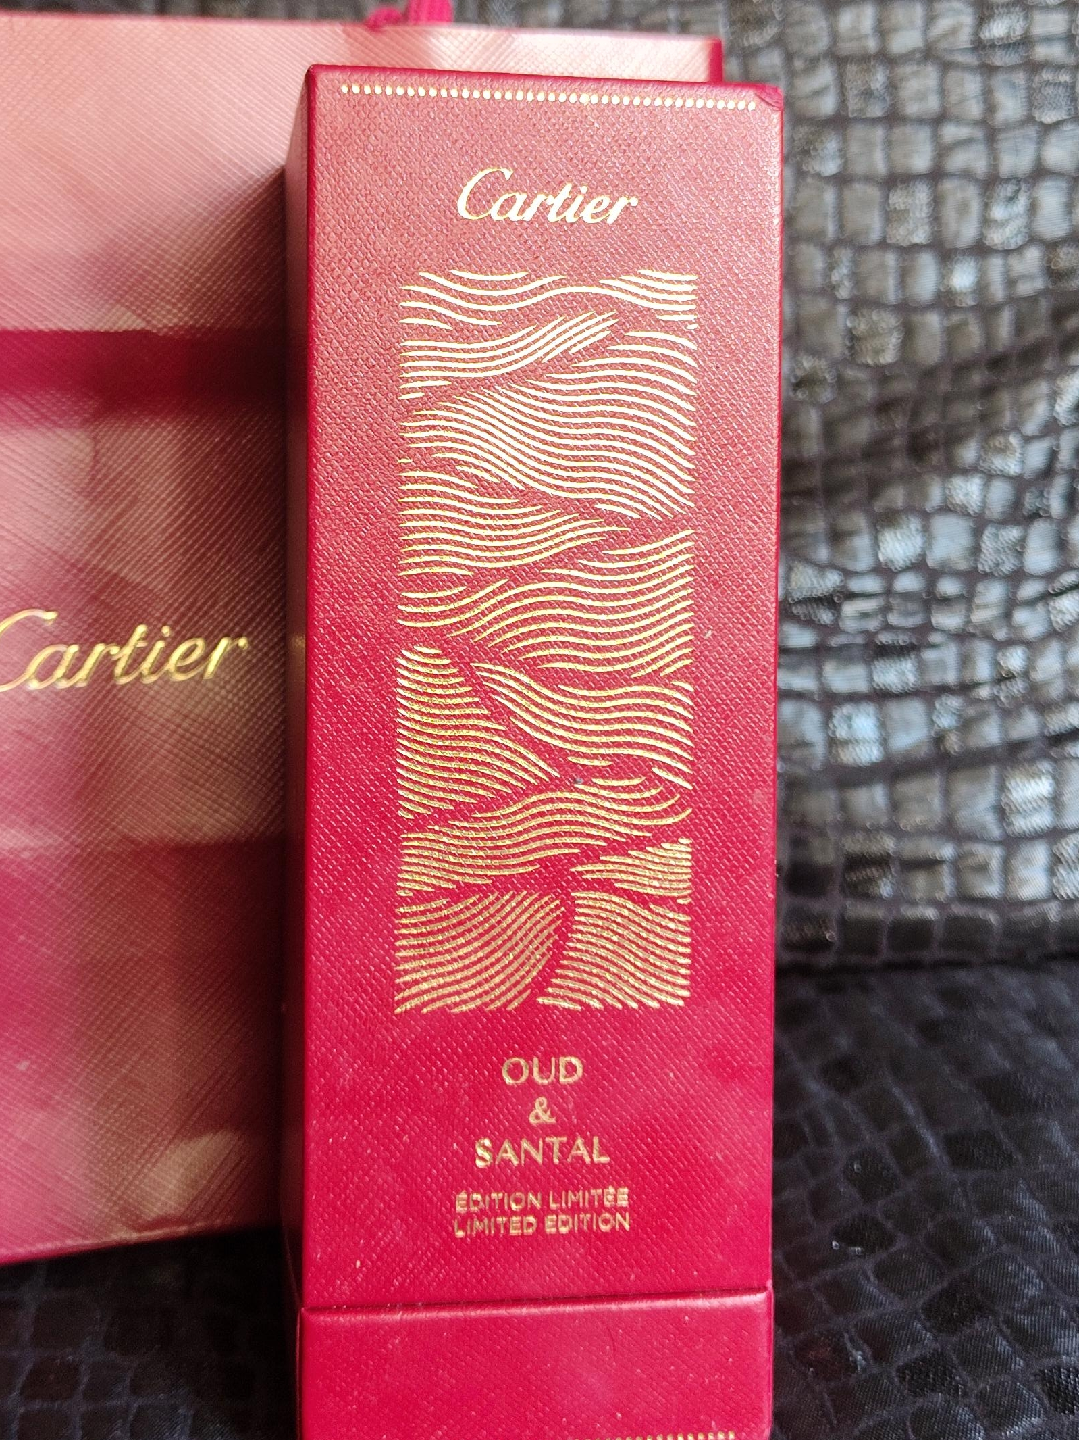 Cartier
Cartier
OUD
&
SANTAL
ÉDITION LIMITÉE
LIMITED EDITION